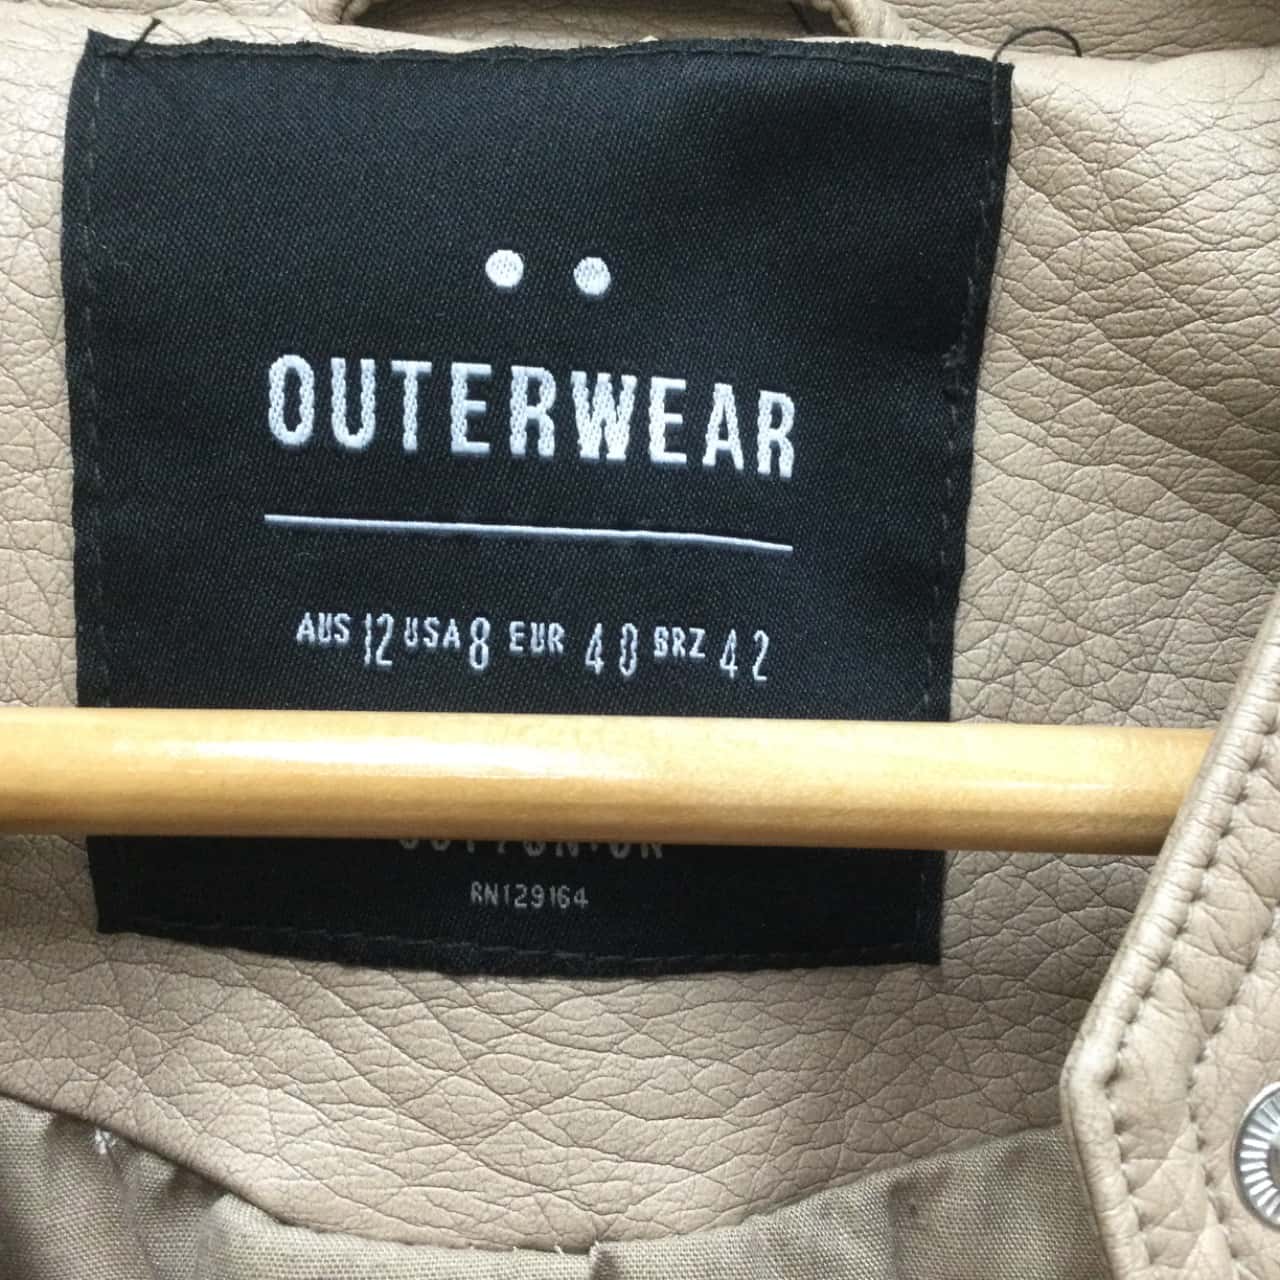 OUTERWEAR
AUS 12 USA 8 EUR 40 BRZ 42
RN129164